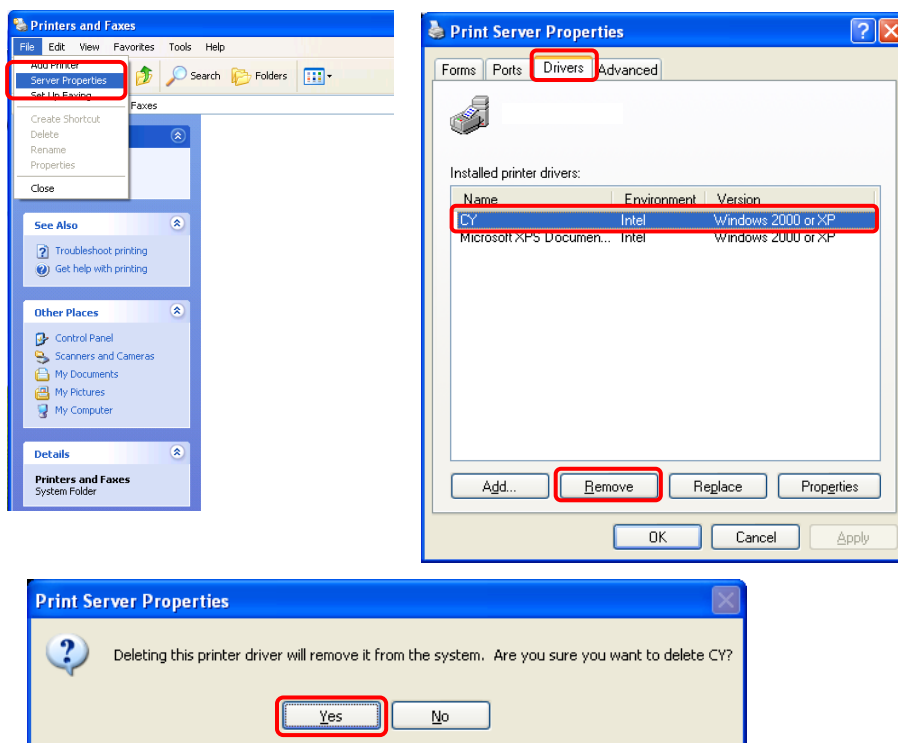 Printers and Faxes
File Edit View Favorites Tools Help
Add Printer
Server Properties
Set Up Faxing
Create Shortcut
Delete
Rename
Properties
Close
Search Folders
Faxes
See Also
Troubleshoot printing
Get help with printing
Other Places
Control Panel
Scanners and Cameras
My Documents
My Pictures
My Computer
Details
Printers and Faxes
System Folder
Print Server Properties
Forms Ports Drivers Advanced
Installed printer drivers:
Name Environment Version
CY Intel Windows 2000 or XP
Microsoft XPS Documen... Intel Windows 2000 or XP
Add... Remove Replace Properties
OK Cancel Apply
Print Server Properties
Deleting this printer driver will remove it from the system. Are you sure you want to delete CY?
Yes No